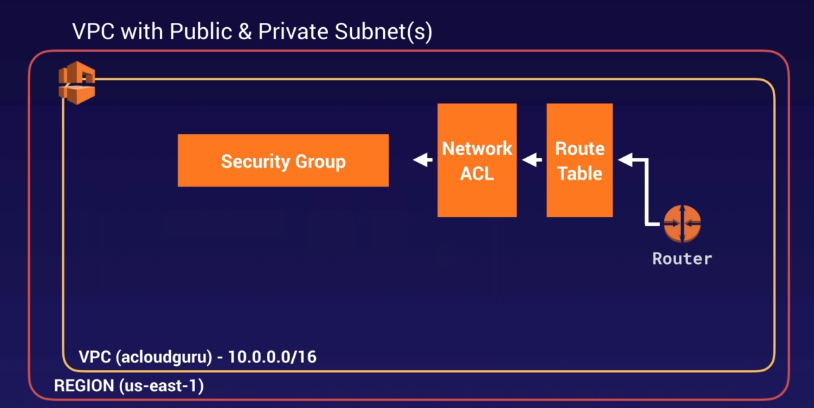 VPC with Public & Private Subnet(s)
Security Group
Network
ACL
Route
Table
Router
VPC (acloudguru) - 10.0.0.0/16
REGION (us-east-1)